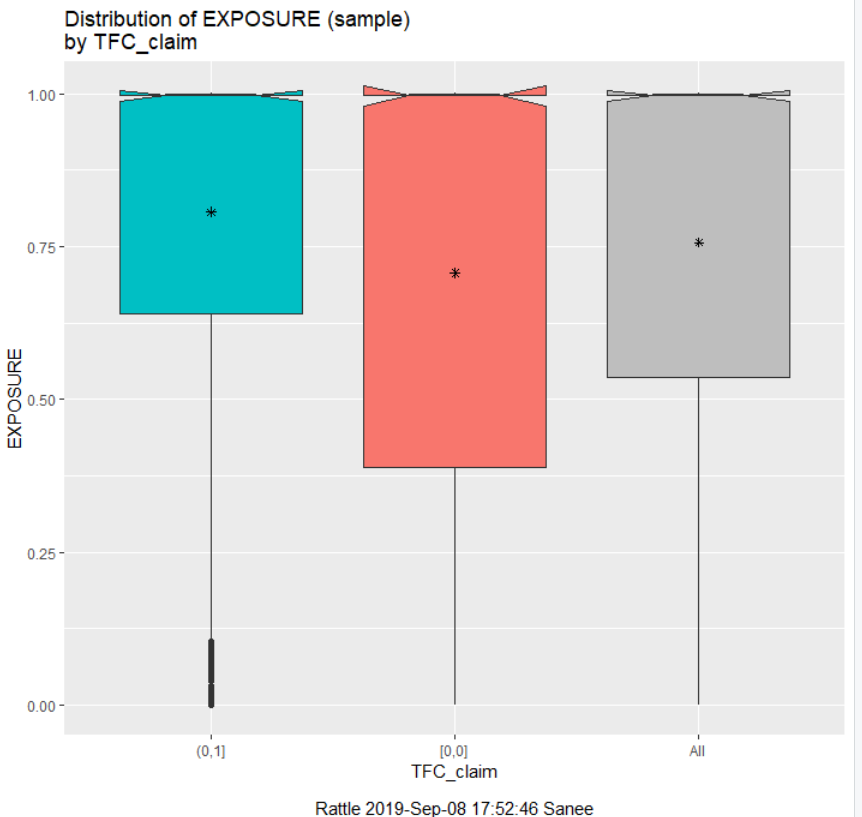 Distribution of EXPOSURE (sample)
by TFC_claim
1.00
0.75
0.50
0.25
0.00
EXPOSURE
(0,1]
[0,0]
All
TFC_claim
Rattle 2019-Sep-08 17:52:46 Sanee